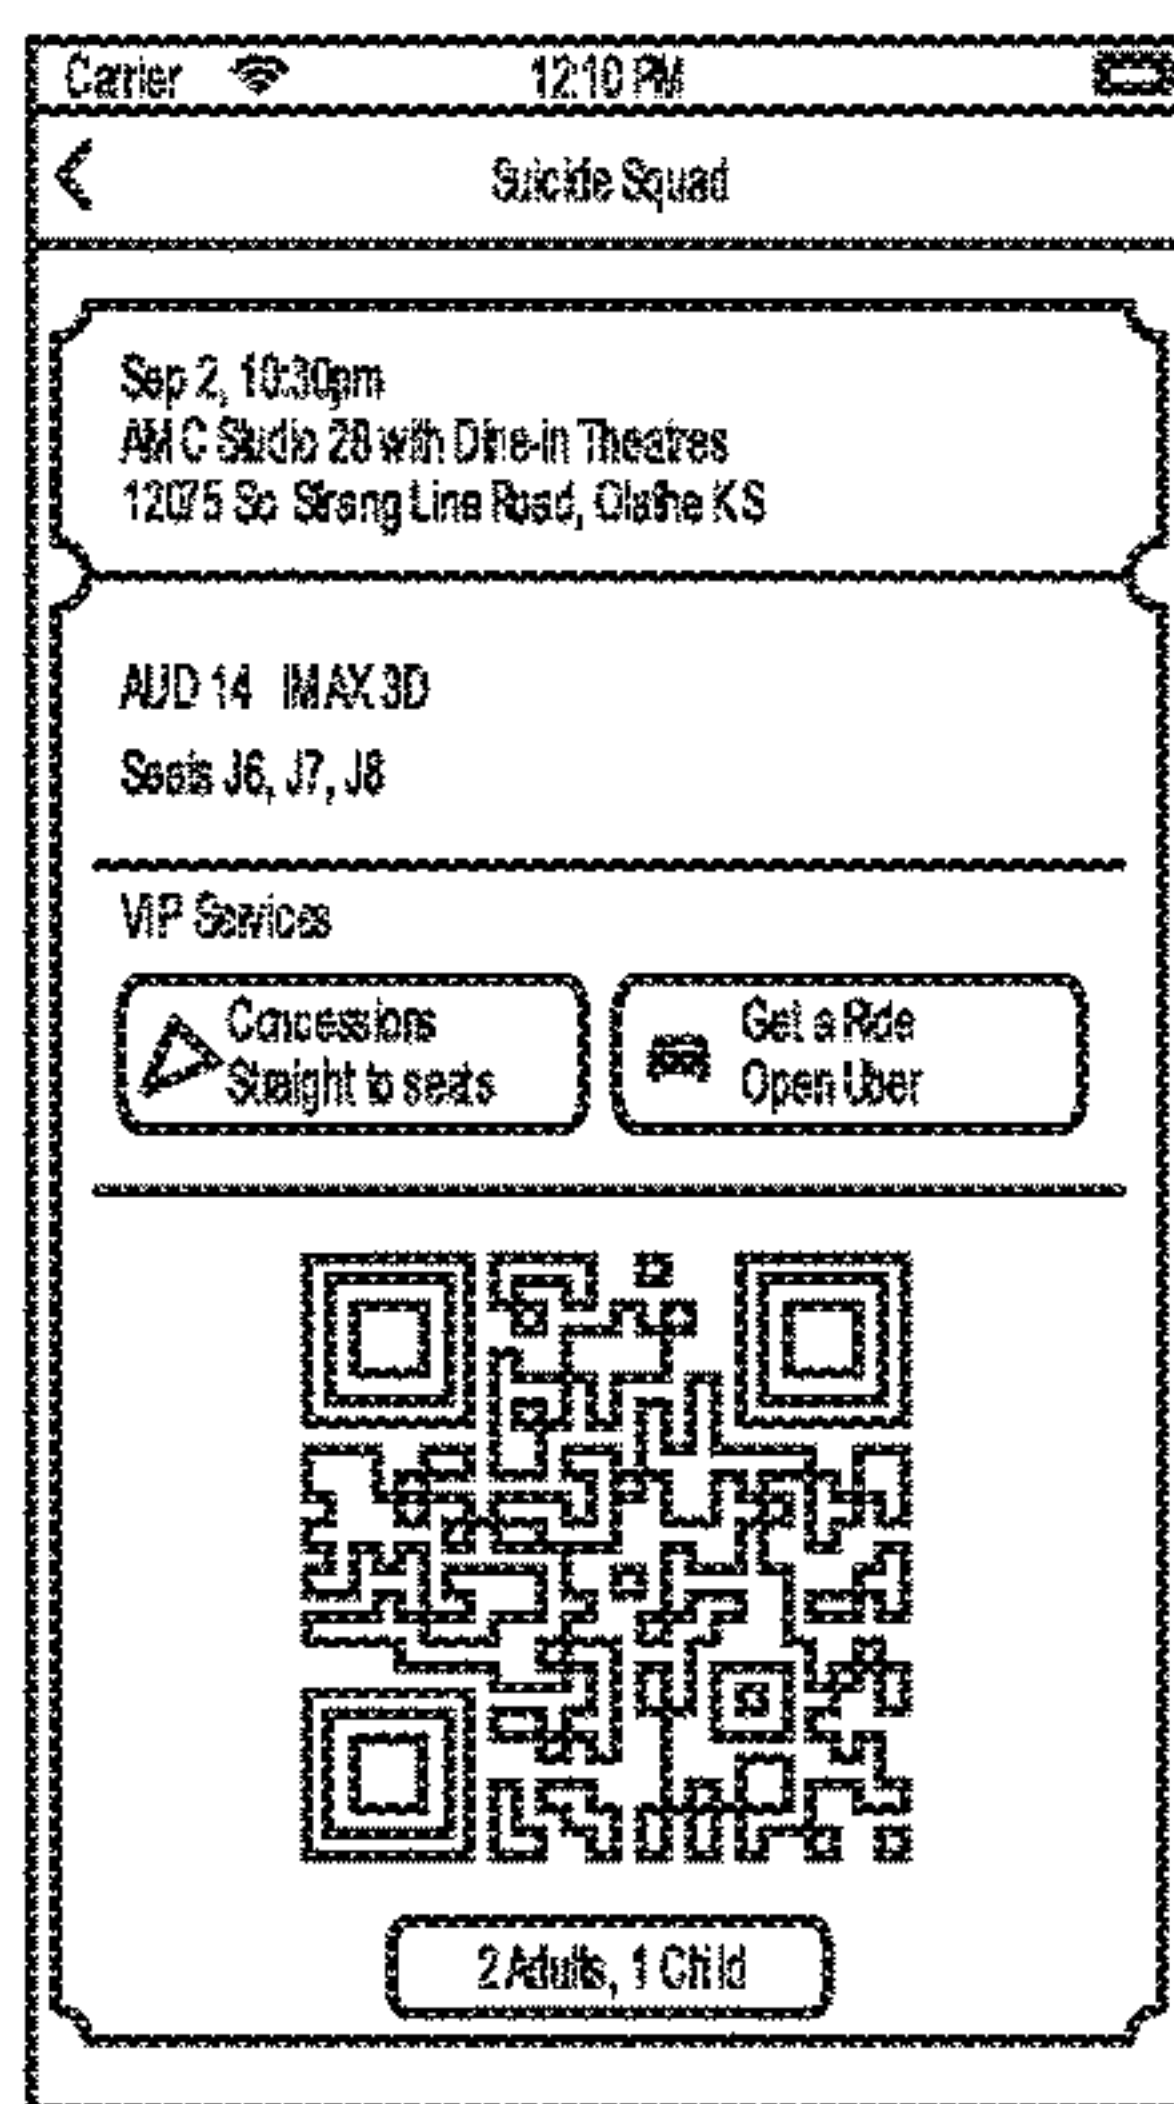 Carrier 12:10 PM
Suicide Squad
Sep 2, 10:30pm
AMC Studio 28 with Dine-in Theatres
12075 So Strang Line Road, Olathe KS
AUD 14 IMAX 3D
Seats J6, J7, J8
VIP Services
Concessions
Straight to seats
Get a Ride
Open Uber
2 Adults, 1 Child